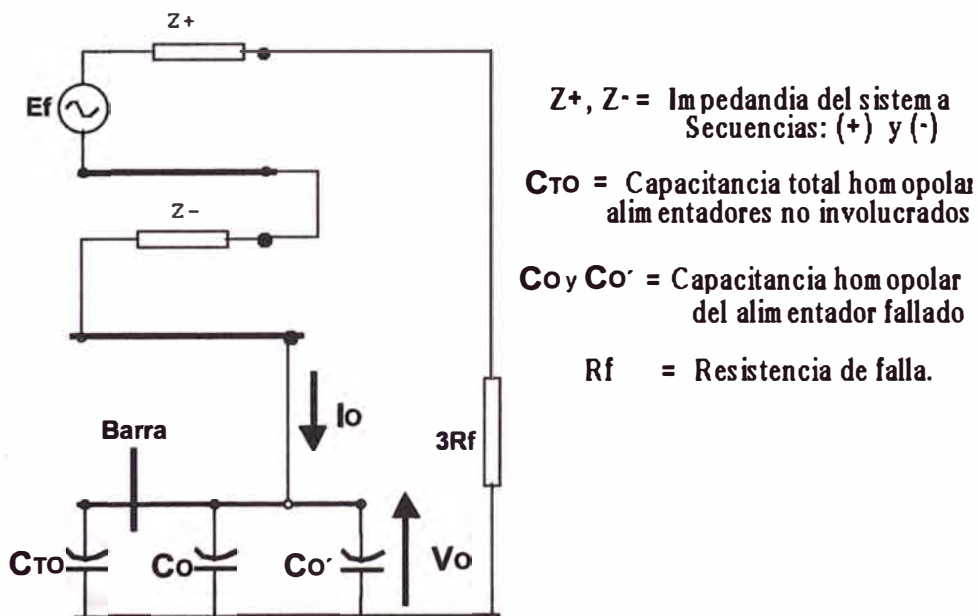 Z+
Ef
Z-
Io
Barra
3Rf
CTO
Co
Co´
Vo
Z+, Z- = Impedandia del sistema
Secuencias: (+) y (-)
CTO = Capacitancia total homopolar
alimentadores no involucrados
Co y Co´ = Capacitancia homopolar
del alimentador fallado
Rf = Resistencia de falla.